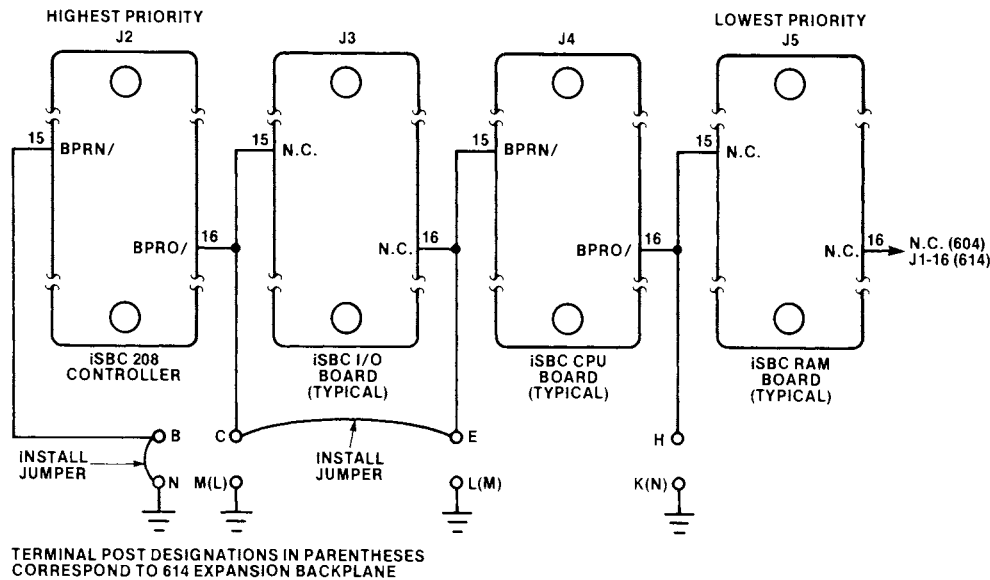 HIGHEST PRIORITY
J2
J3
J4
LOWEST PRIORITY
J5
15
BPRN/
15
N.C.
15
BPRN/
15
N.C.
BPRO/
16
N.C.
16
BPRO/
16
N.C.
16
N.C. (604)
J1-16 (614)
iSBC 208
CONTROLLER
iSBC I/O
BOARD
(TYPICAL)
iSBC CPU
BOARD
(TYPICAL)
iSBC RAM
BOARD
(TYPICAL)
B
C
E
H
INSTALL
JUMPER
INSTALL
JUMPER
N
M(L)
L(M)
K(N)
TERMINAL POST DESIGNATIONS IN PARENTHESES
CORRESPOND TO 614 EXPANSION BACKPLANE